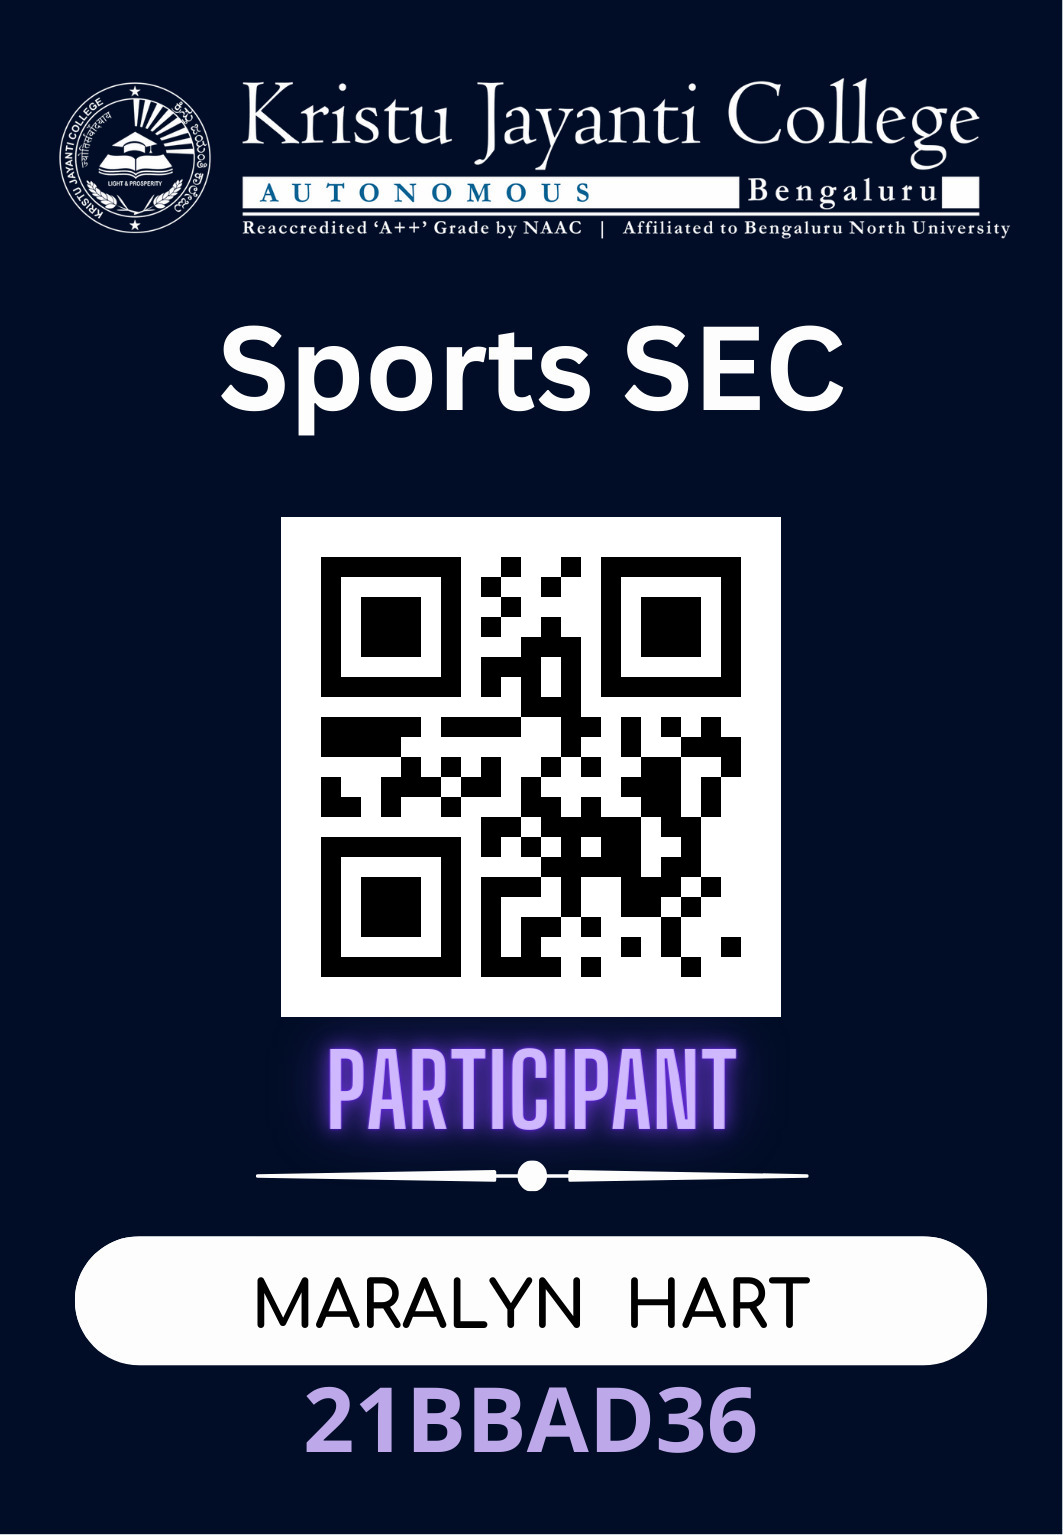 KRISTU JAYANTI COLLEGE
LIGHT & PROSPERITY
Kristu Jayanti College
AUTONOMOUS Bengaluru
Reaccredited ‘A++’ Grade by NAAC | Affiliated to Bengaluru North University
Sports SEC
PARTICIPANT
MARALYN HART
21BBAD36